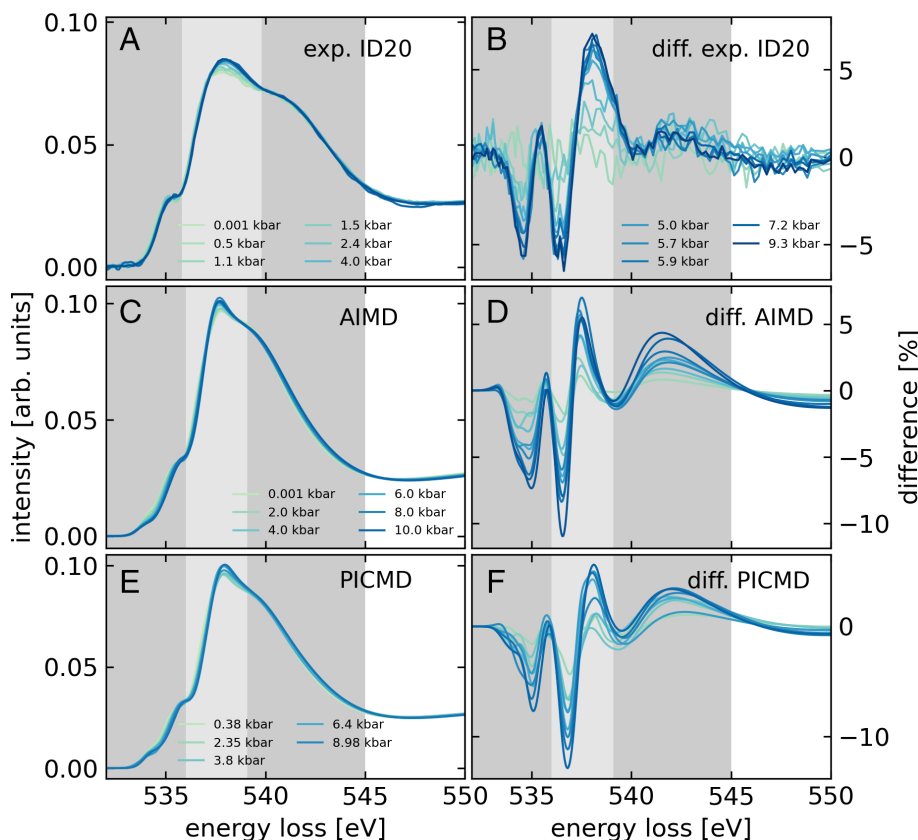 0.10
A
exp. ID20
B
diff. exp. ID20
5
0.05
0
0.001 kbar
1.5 kbar
0.5 kbar
2.4 kbar
1.1 kbar
4.0 kbar
0.00
5.0 kbar
7.2 kbar
5.7 kbar
9.3 kbar
5.9 kbar
−5
0.10
C
AIMD
D
diff. AIMD
5
0.05
0
−5
0.001 kbar
6.0 kbar
2.0 kbar
8.0 kbar
4.0 kbar
10.0 kbar
0.00
−10
intensity [arb. units]
difference [%]
0.10
E
PICMD
F
diff. PICMD
0
0.05
0.38 kbar
6.4 kbar
2.35 kbar
8.98 kbar
3.8 kbar
0.00
−10
535
540
545
550
535
540
545
550
energy loss [eV]
energy loss [eV]